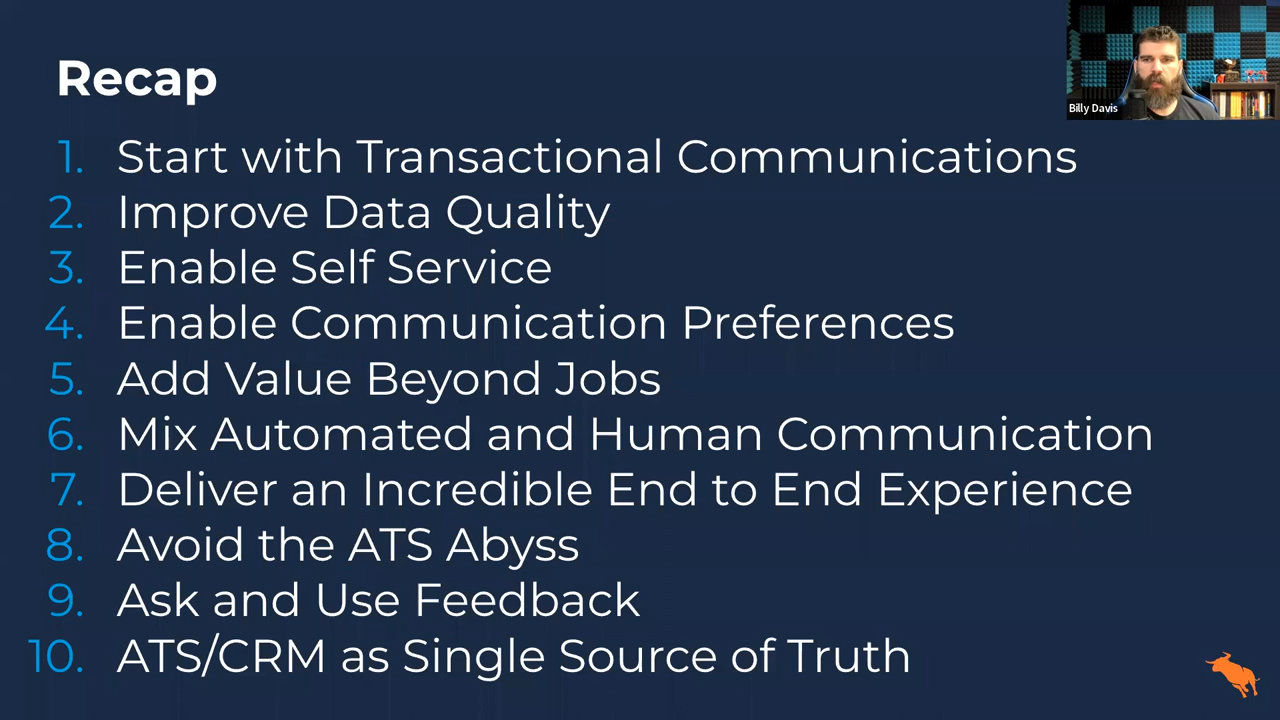 Recap
Billy Davis
1. Start with Transactional Communications
2. Improve Data Quality
3. Enable Self Service
4. Enable Communication Preferences
5. Add Value Beyond Jobs
6. Mix Automated and Human Communication
7. Deliver an Incredible End to End Experience
8. Avoid the ATS Abyss
9. Ask and Use Feedback
10. ATS/CRM as Single Source of Truth